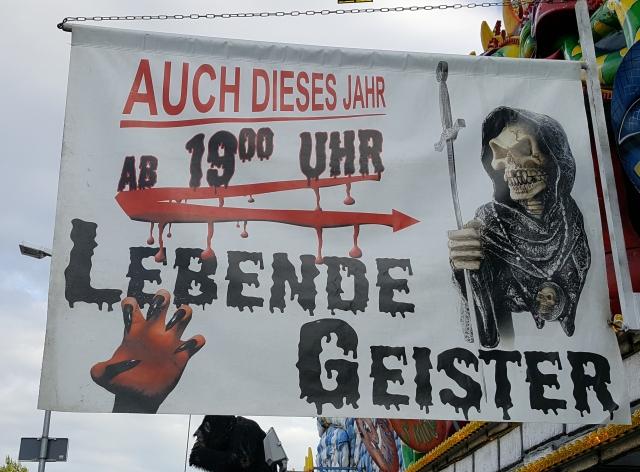 AUCH DIESES JAHR
AB 19⁰⁰ UHR
LEBENDE
GEISTER